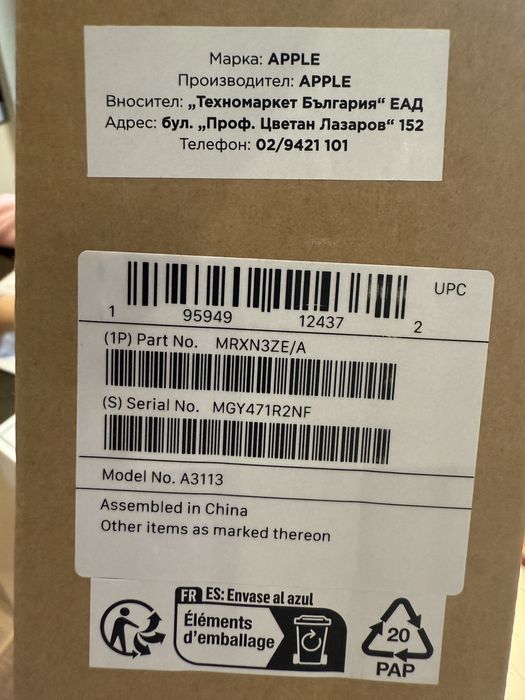 Марка: APPLE
Производител: APPLE
Вносител: „Техномаркет България“ ЕАД
Адрес: бул. „Проф. Цветан Лазаров“ 152
Телефон: 02/9421 101
UPC
1 95949 12437 2
(1P) Part No. MRXN3ZE/A
(S) Serial No. MGY471R2NF
Model No. A3113
Assembled in China
Other items as marked thereon
FR ES: Envase al azul
Éléments
d'emballage
20
PAP